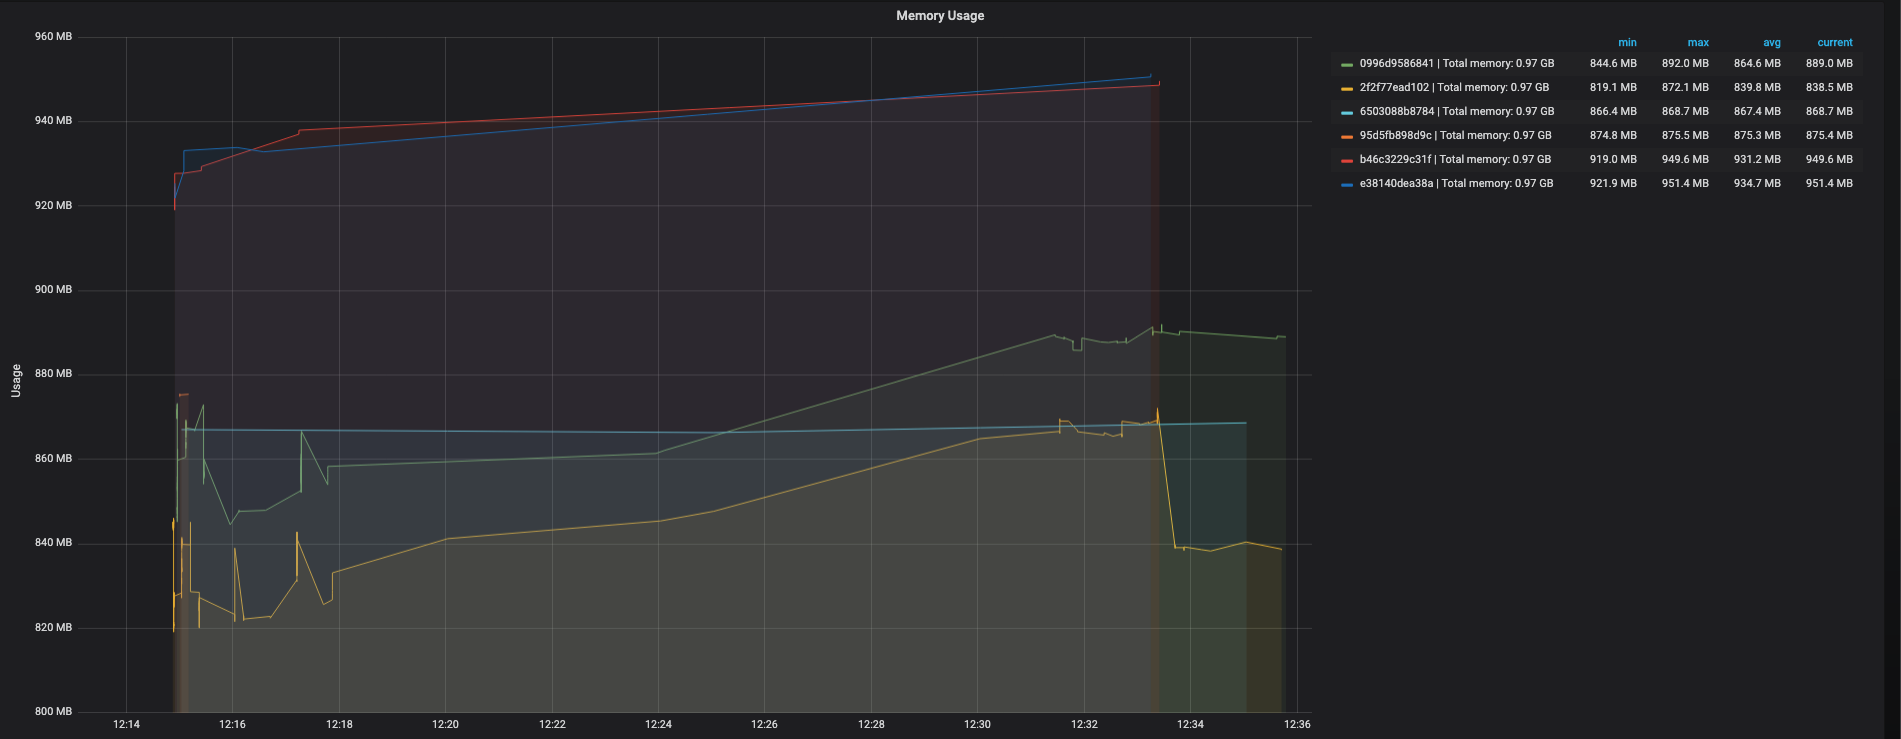 Memory Usage
960 MB
940 MB
920 MB
900 MB
880 MB
860 MB
840 MB
820 MB
800 MB
Usage
12:14 12:16 12:18 12:20 12:22 12:24 12:26 12:28 12:30 12:32 12:34 12:36
min max avg current
0996d9586841 | Total memory: 0.97 GB 844.6 MB 892.0 MB 864.6 MB 889.0 MB
2f2f77ead102 | Total memory: 0.97 GB 819.1 MB 872.1 MB 839.8 MB 838.5 MB
6503088b8784 | Total memory: 0.97 GB 866.4 MB 868.7 MB 867.4 MB 868.7 MB
95d5fb898d9c | Total memory: 0.97 GB 874.8 MB 875.5 MB 875.3 MB 875.4 MB
b46c3229c31f | Total memory: 0.97 GB 919.0 MB 949.6 MB 931.2 MB 949.6 MB
e38140dea38a | Total memory: 0.97 GB 921.9 MB 951.4 MB 934.7 MB 951.4 MB